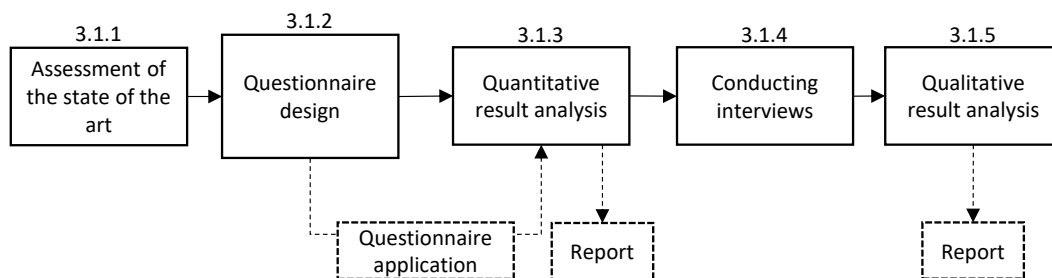 3.1.1
Assessment of
the state of the
art
3.1.2
Questionnaire
design
3.1.3
Quantitative
result analysis
3.1.4
Conducting
interviews
3.1.5
Qualitative
result analysis
Questionnaire
application
Report
Report